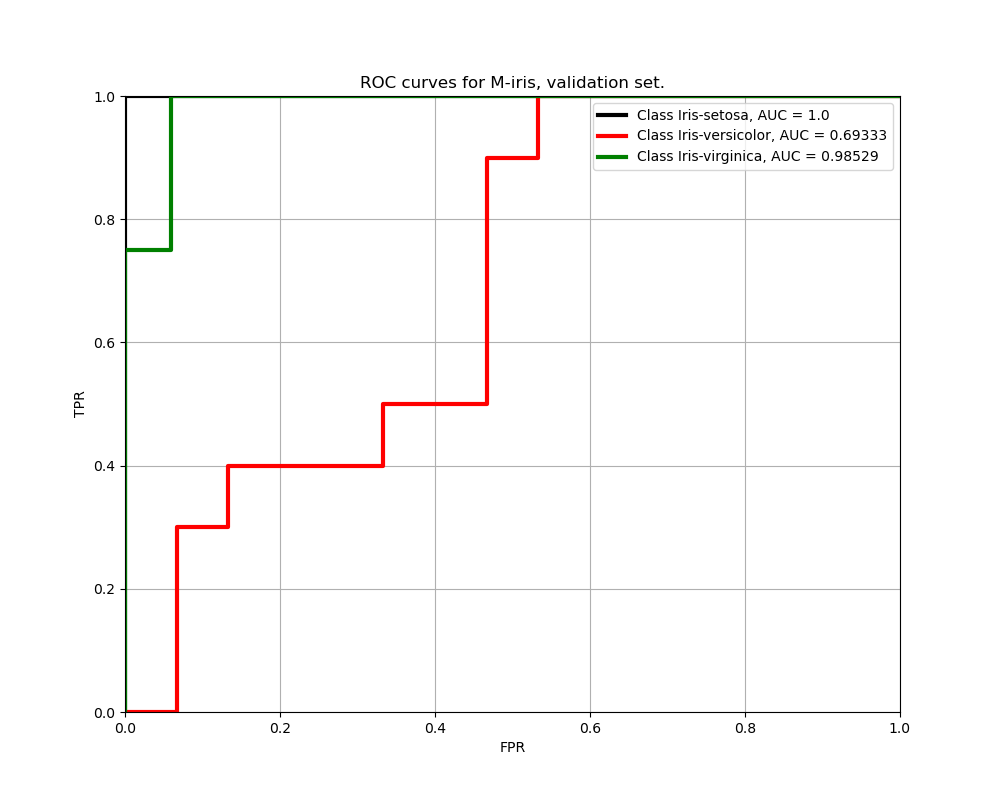 ROC curves for M-iris, validation set.
Class Iris-setosa, AUC = 1.0
Class Iris-versicolor, AUC = 0.69333
Class Iris-virginica, AUC = 0.98529
1.0
0.8
0.6
0.4
0.2
0.0
TPR
0.0 0.2 0.4 0.6 0.8 1.0
FPR